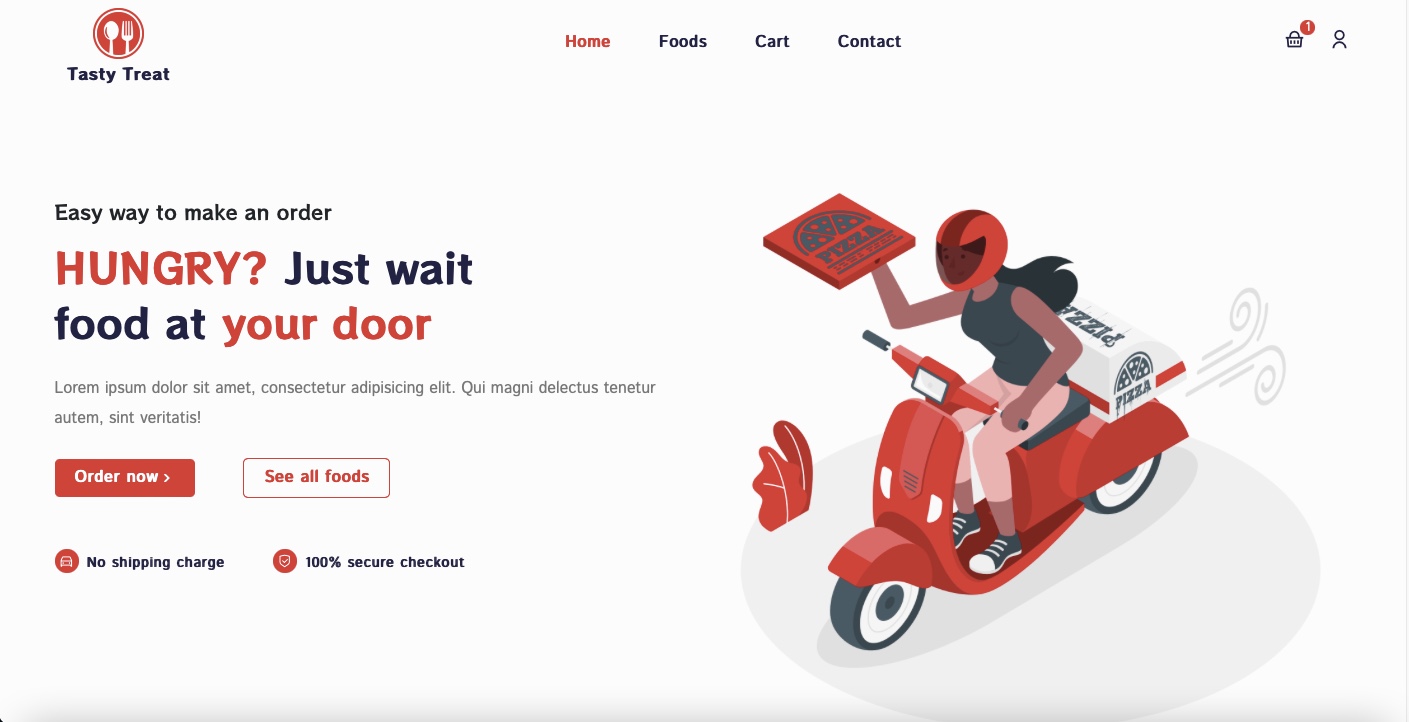 Tasty Treat
Home Foods Cart Contact
1
Easy way to make an order
HUNGRY? Just wait
food at your door
Lorem ipsum dolor sit amet, consectetur adipisicing elit. Qui magni delectus tenetur
autem, sint veritatis!
Order now ›
See all foods
No shipping charge
100% secure checkout
PIZZA
PIZZA
PIZZA